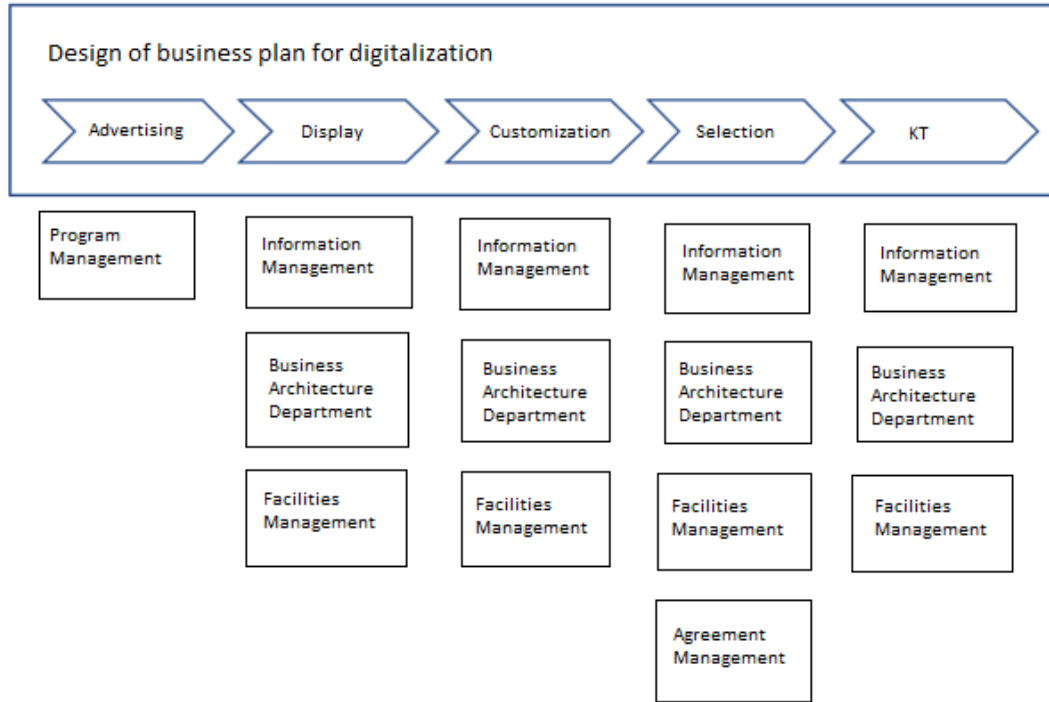 Design of business plan for digitalization
Advertising
Display
Customization
Selection
KT
Program
Management
Information
Management
Information
Management
Information
Management
Information
Management
Business
Architecture
Department
Business
Architecture
Department
Business
Architecture
Department
Business
Architecture
Department
Facilities
Management
Facilities
Management
Facilities
Management
Facilities
Management
Agreement
Management